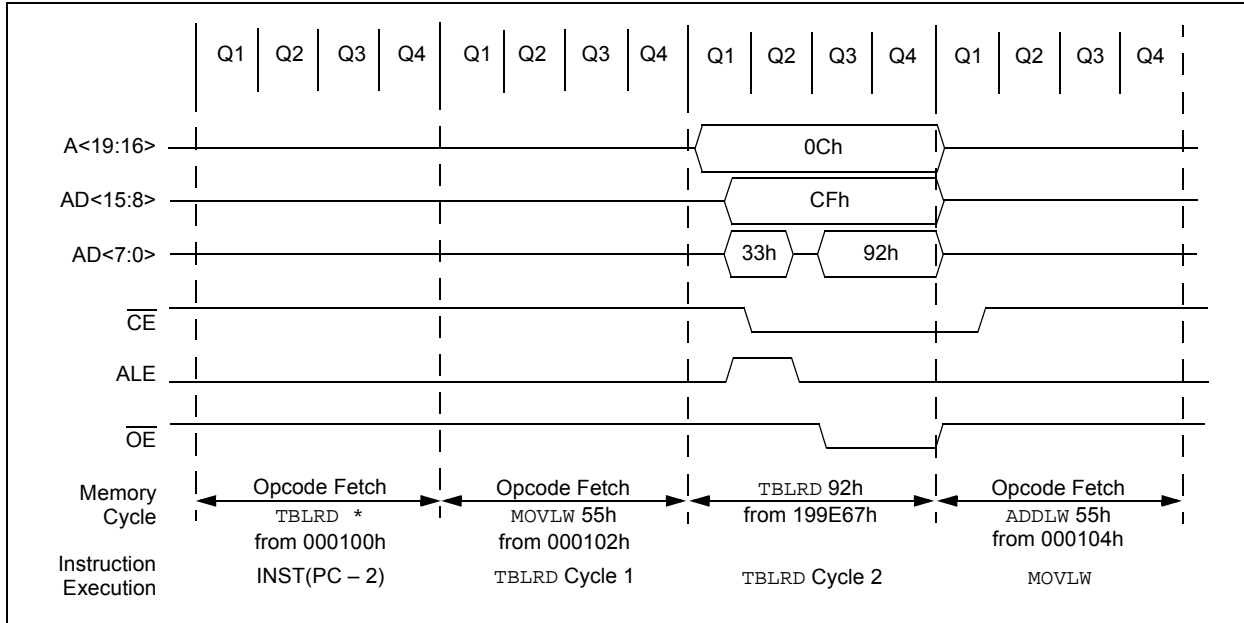 Q1 Q2 Q3 Q4 Q1 Q2 Q3 Q4 Q1 Q2 Q3 Q4 Q1 Q2 Q3 Q4
A<19:16> 0Ch
AD<15:8> CFh
AD<7:0> 33h 92h
CE
ALE
OE
Memory
Cycle
Opcode Fetch
TBLRD *
from 000100h
Opcode Fetch
MOVLW 55h
from 000102h
TBLRD 92h
from 199E67h
Opcode Fetch
ADDLW 55h
from 000104h
Instruction
Execution
INST(PC – 2)
TBLRD Cycle 1
TBLRD Cycle 2
MOVLW